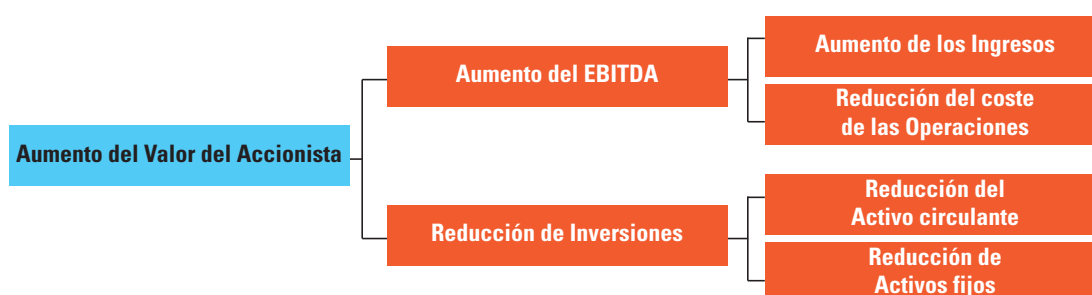 Aumento de los Ingresos
Aumento del EBITDA
Reducción del coste
de las Operaciones
Aumento del Valor del Accionista
Reducción del
Activo circulante
Reducción de Inversiones
Reducción de
Activos fijos